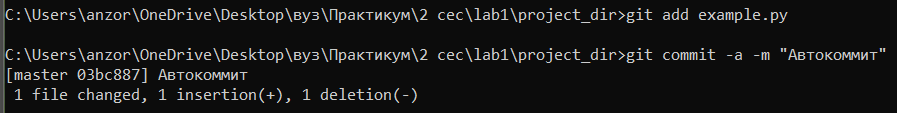 C:\Users\anzor\OneDrive\Desktop\вуз\Практикум\2 сес\lab1\project_dir>git add example.py
C:\Users\anzor\OneDrive\Desktop\вуз\Практикум\2 сес\lab1\project_dir>git commit -a -m "Автокоммит"
[master 03bc887] Автокоммит
1 file changed, 1 insertion(+), 1 deletion(-)